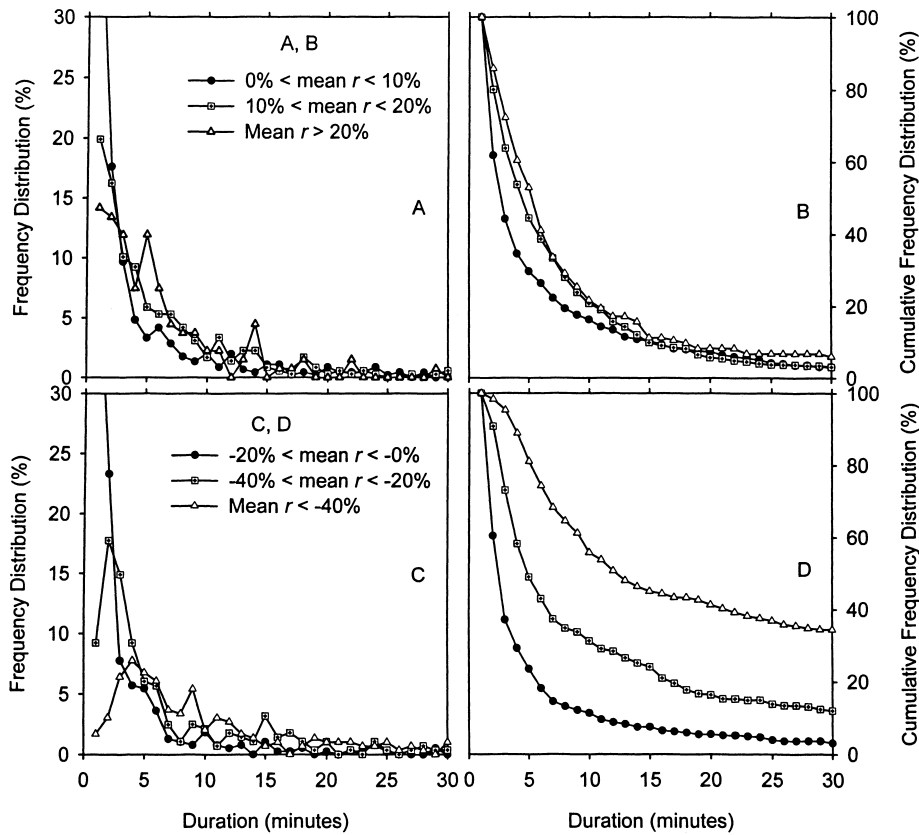 30
25
20
15
10
5
0
Frequency Distribution (%)
A, B
0% < mean r < 10%
10% < mean r < 20%
Mean r > 20%
A
B
100
80
60
40
20
0
Cumulative Frequency Distribution (%)
30
25
20
15
10
5
0
Frequency Distribution (%)
C, D
-20% < mean r < -0%
-40% < mean r < -20%
Mean r < -40%
C
D
100
80
60
40
20
0
Cumulative Frequency Distribution (%)
0 5 10 15 20 25 30
0 5 10 15 20 25 30
Duration (minutes)
Duration (minutes)